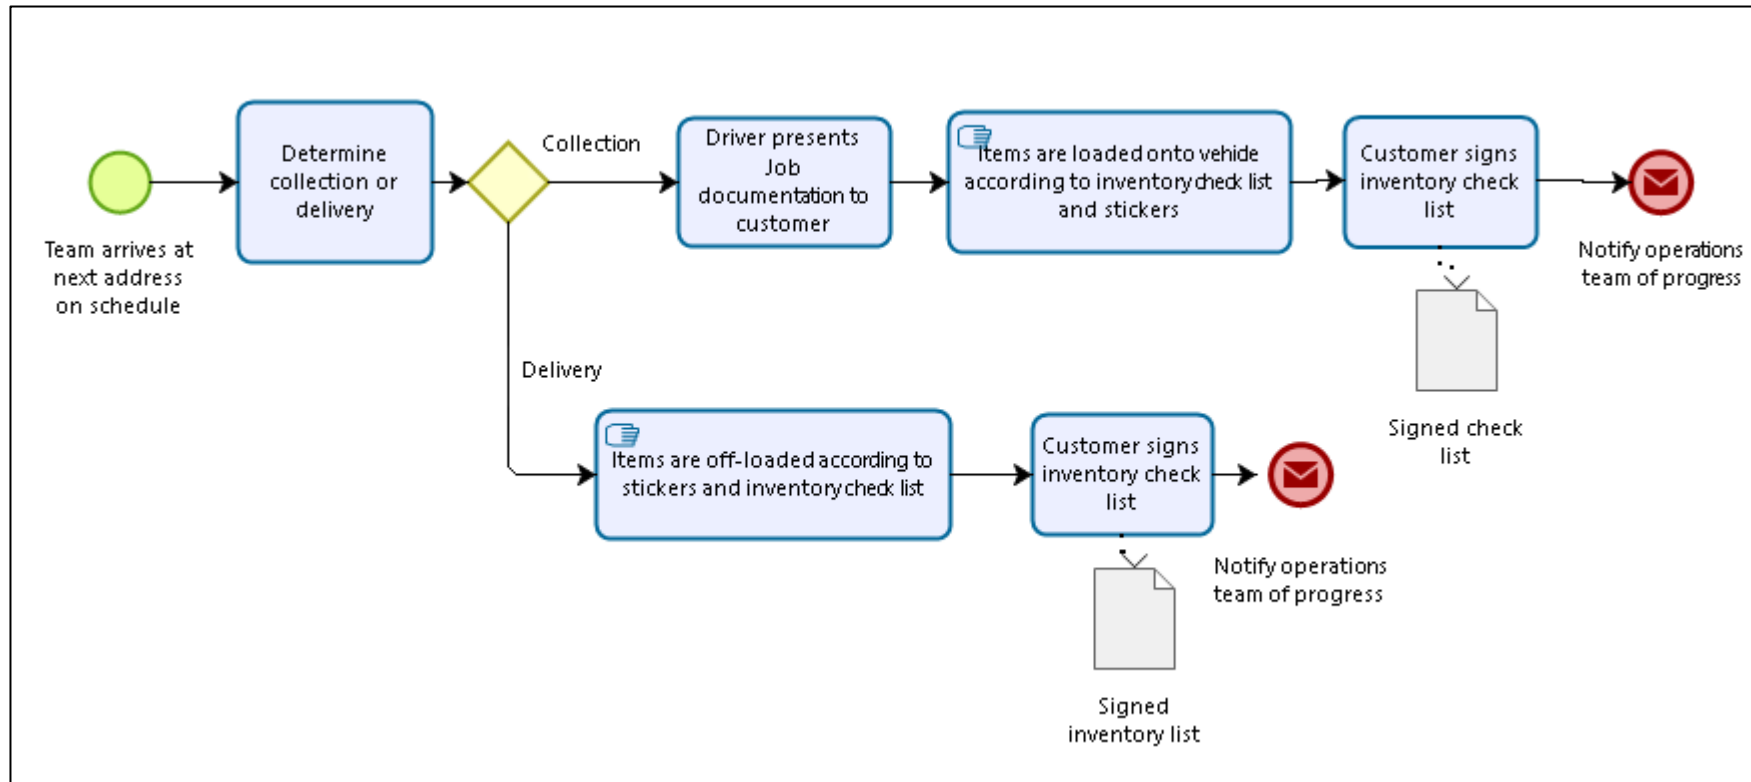 Team arrives at
next address
on schedule
Determine
collection or
delivery
Collection
Driver presents
Job
documentation to
customer
Items are loaded onto vehicle
according to inventory check list
and stickers
Customer signs
inventory check
list
Notify operations
team of progress
Signed check
list
Delivery
Items are off-loaded according to
stickers and inventory check list
Customer signs
inventory check
list
Notify operations
team of progress
Signed
inventory list